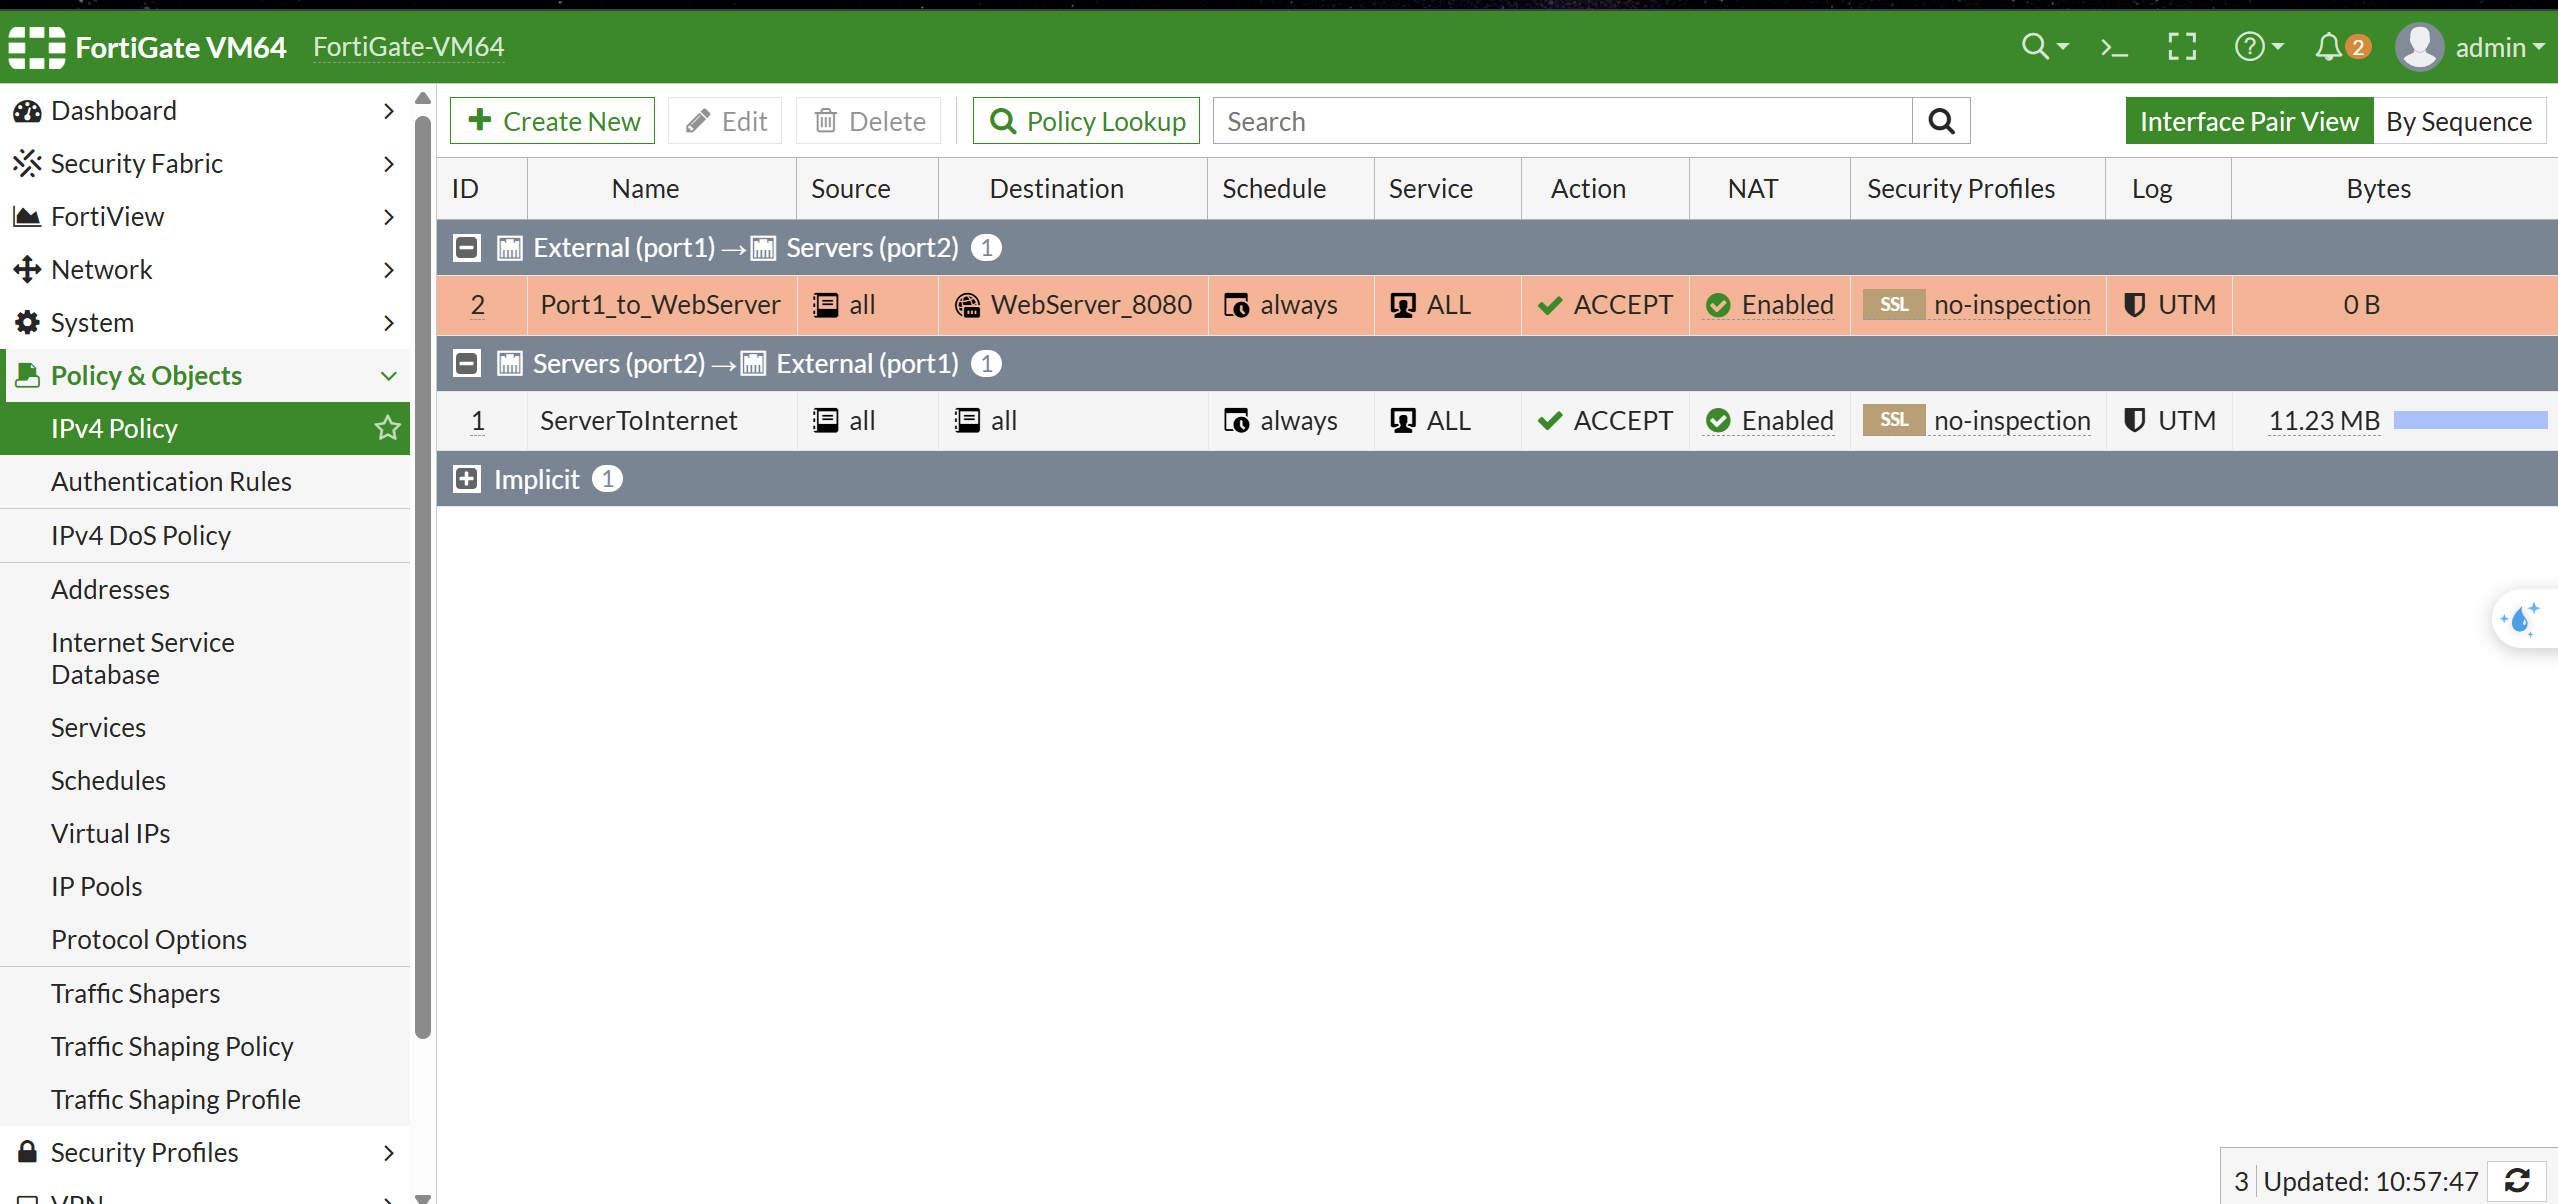 FortiGate VM64 FortiGate-VM64 2 admin
Dashboard
Security Fabric
FortiView
Network
System
Policy & Objects
IPv4 Policy
Authentication Rules
IPv4 DoS Policy
Addresses
Internet Service
Database
Services
Schedules
Virtual IPs
IP Pools
Protocol Options
Traffic Shapers
Traffic Shaping Policy
Traffic Shaping Profile
Security Profiles
VPN
Create New Edit Delete Policy Lookup Search Interface Pair View By Sequence
ID Name Source Destination Schedule Service Action NAT Security Profiles Log Bytes
External (port1) → Servers (port2) 1
2 Port1_to_WebServer all WebServer_8080 always ALL ACCEPT Enabled SSL no-inspection UTM 0 B
Servers (port2) → External (port1) 1
1 ServerToInternet all all always ALL ACCEPT Enabled SSL no-inspection UTM 11.23 MB
Implicit 1
3 Updated: 10:57:47